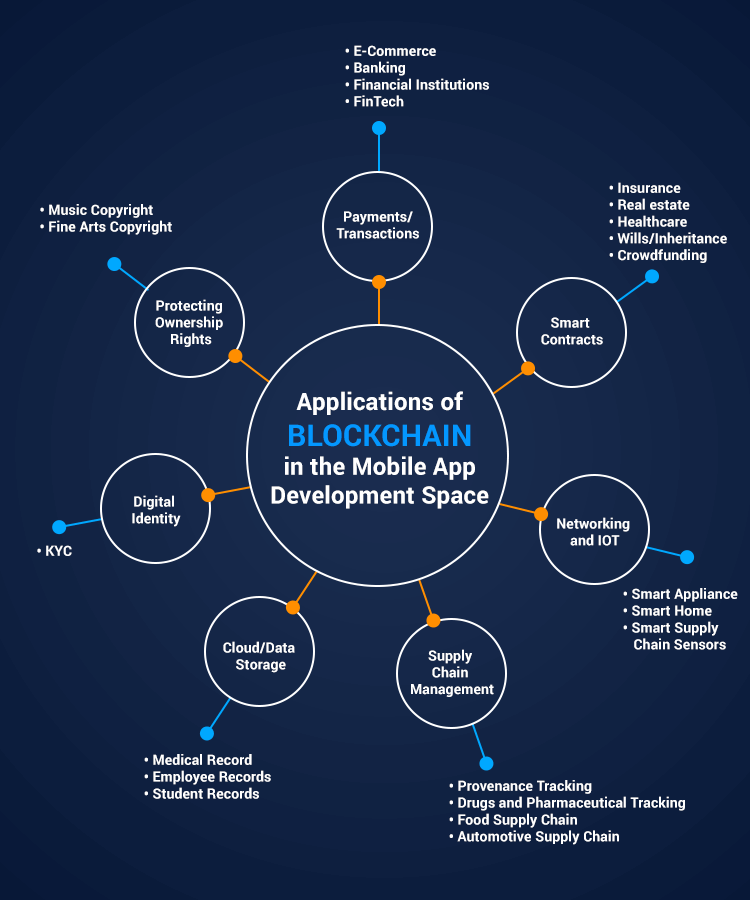 • E-Commerce
• Banking
• Financial Institutions
• FinTech
Payments/
Transactions
• Insurance
• Real estate
• Healthcare
• Wills/Inheritance
• Crowdfunding
Smart
Contracts
• Music Copyright
• Fine Arts Copyright
Protecting
Ownership
Rights
Applications of
BLOCKCHAIN
in the Mobile App
Development Space
Digital
Identity
• KYC
Networking
and IOT
• Smart Appliance
• Smart Home
• Smart Supply
Chain Sensors
Cloud/Data
Storage
• Medical Record
• Employee Records
• Student Records
Supply
Chain
Management
• Provenance Tracking
• Drugs and Pharmaceutical Tracking
• Food Supply Chain
• Automotive Supply Chain